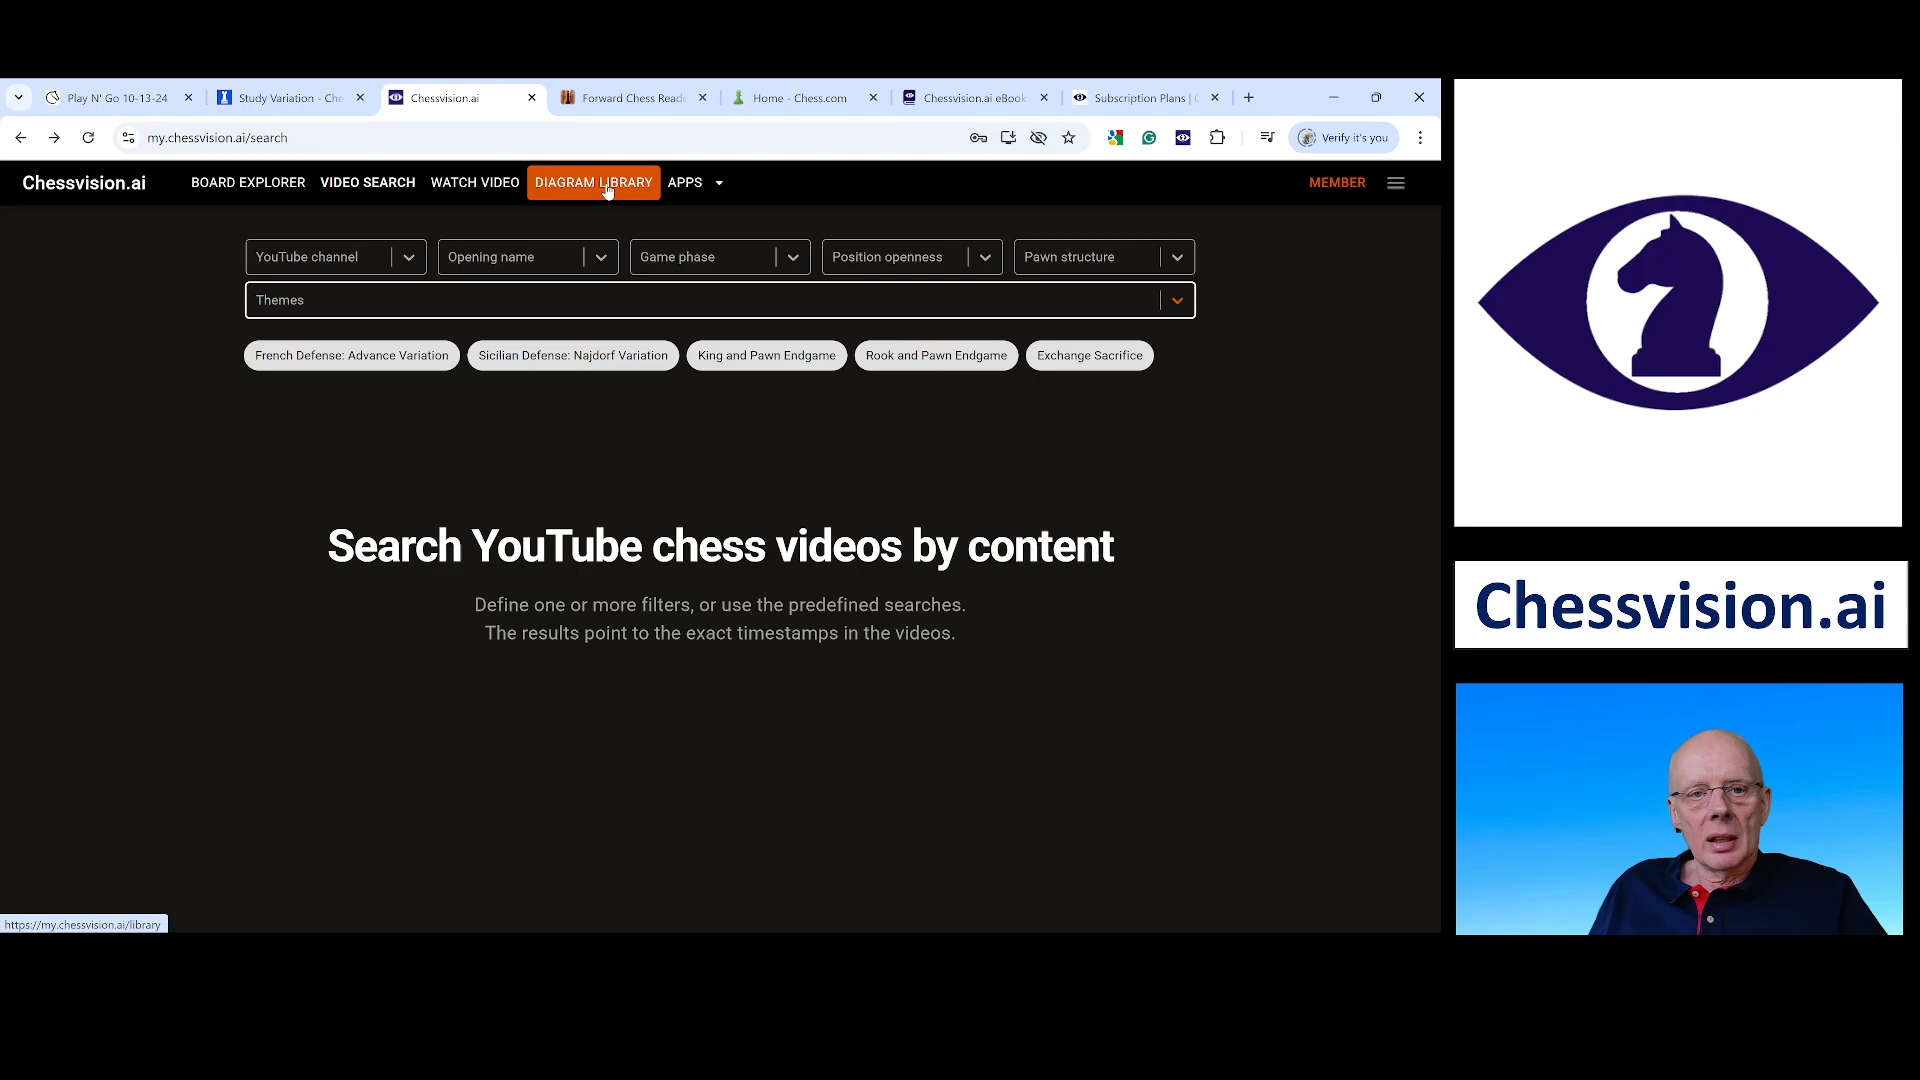 Play N' Go 10-13-24
Study Variation - Che
Chessvision.ai
Forward Chess Reade
Home - Chess.com
Chessvision.ai eBook
Subscription Plans | C
my.chessvision.ai/search
Verify it's you
Chessvision.ai
BOARD EXPLORER
VIDEO SEARCH
WATCH VIDEO
DIAGRAM LIBRARY
APPS
MEMBER
YouTube channel
Opening name
Game phase
Position openness
Pawn structure
Themes
French Defense: Advance Variation
Sicilian Defense: Najdorf Variation
King and Pawn Endgame
Rook and Pawn Endgame
Exchange Sacrifice
Search YouTube chess videos by content
Define one or more filters, or use the predefined searches.
The results point to the exact timestamps in the videos.
https://my.chessvision.ai/library
Chessvision.ai